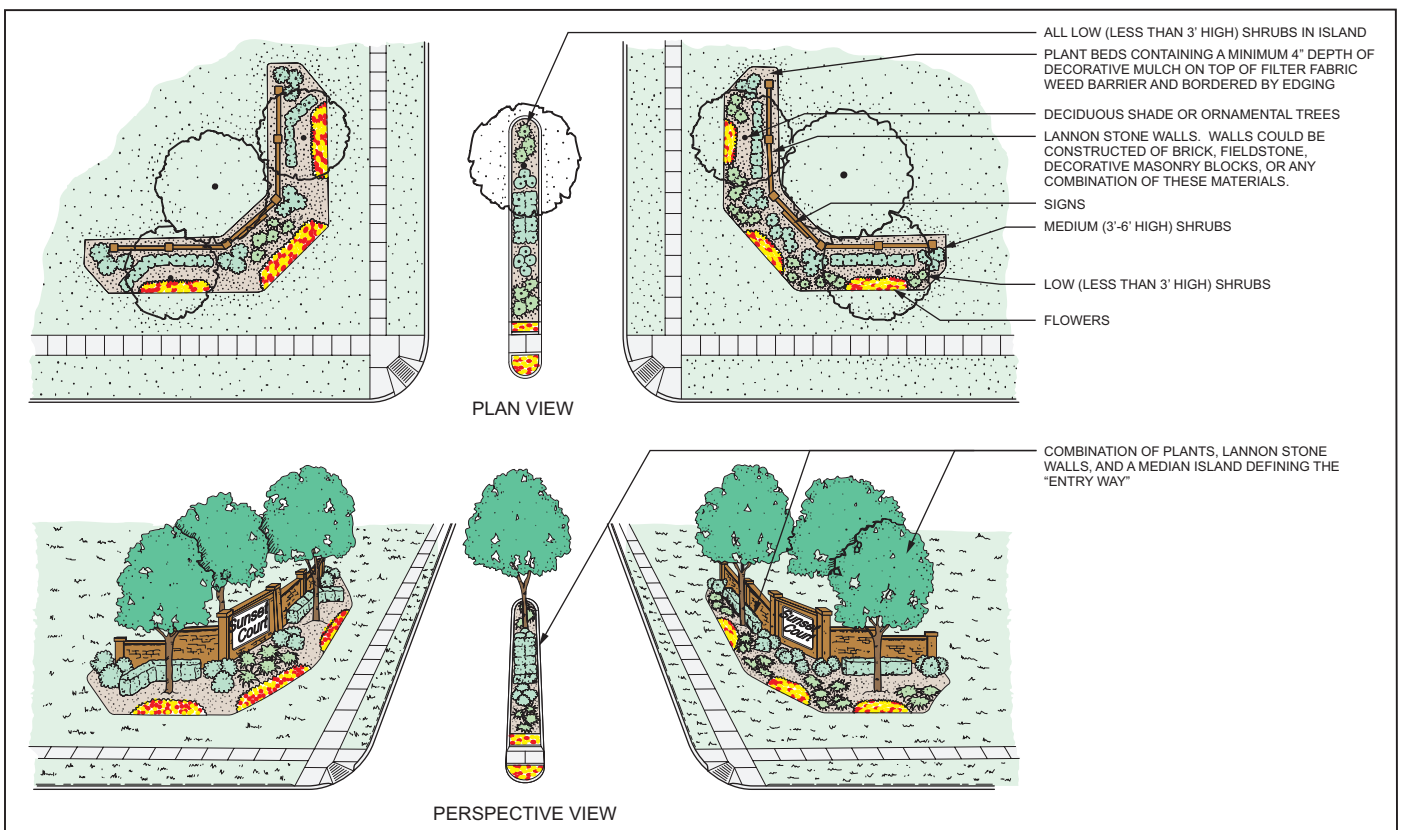 ALL LOW (LESS THAN 3' HIGH) SHRUBS IN ISLAND
PLANT BEDS CONTAINING A MINIMUM 4" DEPTH OF
DECORATIVE MULCH ON TOP OF FILTER FABRIC
WEED BARRIER AND BORDERED BY EDGING
DECIDUOUS SHADE OR ORNAMENTAL TREES
LANNON STONE WALLS. WALLS COULD BE
CONSTRUCTED OF BRICK, FIELDSTONE,
DECORATIVE MASONRY BLOCKS, OR ANY
COMBINATION OF THESE MATERIALS.
SIGNS
MEDIUM (3'-6' HIGH) SHRUBS
LOW (LESS THAN 3' HIGH) SHRUBS
FLOWERS
PLAN VIEW
COMBINATION OF PLANTS, LANNON STONE
WALLS, AND A MEDIAN ISLAND DEFINING THE
“ENTRY WAY”
Sunset
Court
Sunset
Court
PERSPECTIVE VIEW